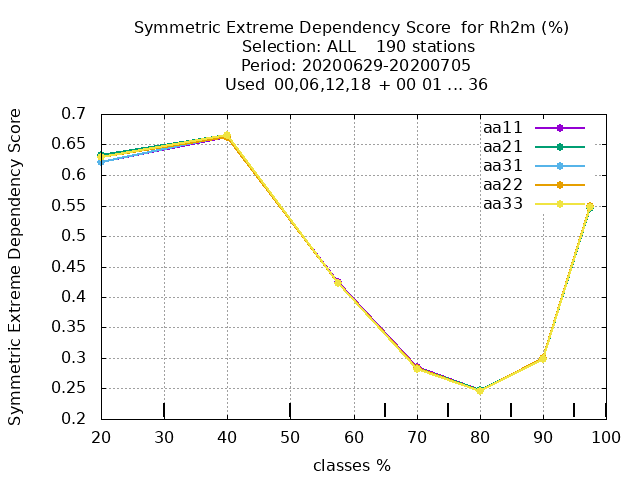 Symmetric Extreme Dependency Score for Rh2m (%)
Selection: ALL 190 stations
Period: 20200629-20200705
Used 00,06,12,18 + 00 01 ... 36
Symmetric Extreme Dependency Score
0.7
0.65
0.6
0.55
0.5
0.45
0.4
0.35
0.3
0.25
0.2
aa11
aa21
aa31
aa22
aa33
20 30 40 50 60 70 80 90 100
classes %